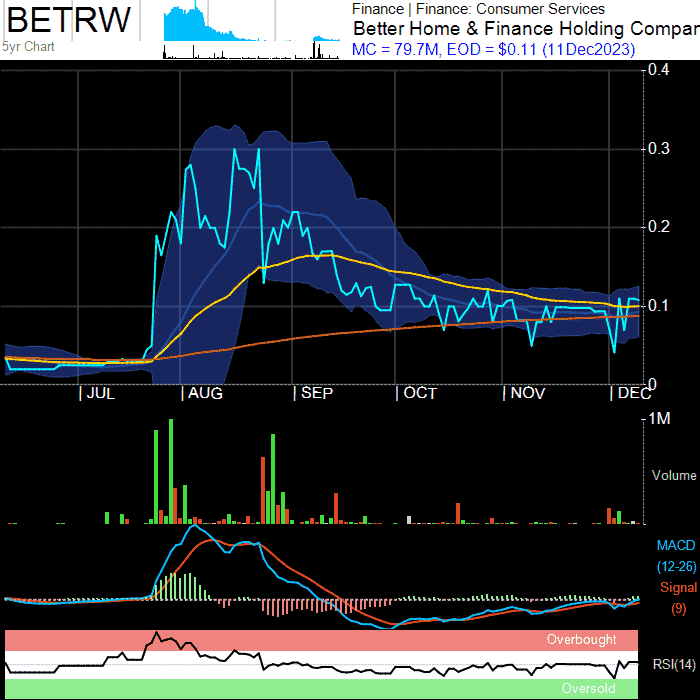 BETRW
5yr Chart
Finance | Finance: Consumer Services
Better Home & Finance Holding Compan
MC = 79.7M, EOD = $0.11 (11Dec2023)
0.4
0.3
0.2
0.1
0
| JUL | AUG | SEP | OCT | NOV | DEC
1M
Volume
MACD
(12-26)
Signal
(9)
Overbought
RSI(14)
Oversold